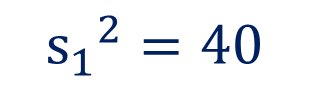 s₁² = 40